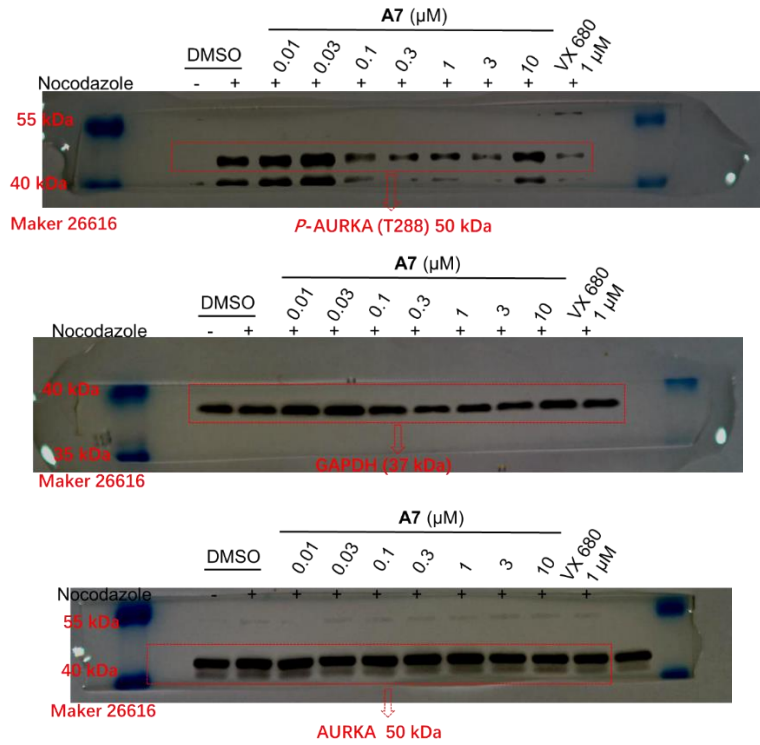 A7 (μM)
DMSO 0.01 0.03 0.1 0.3 1 3 10 VX 680 1 μM
Nocodazole - + + + + + + + + +
55 kDa
40 kDa
Maker 26616
P-AURKA (T288) 50 kDa
A7 (μM)
DMSO 0.01 0.03 0.1 0.3 1 3 10 VX 680 1 μM
Nocodazole - + + + + + + + + +
40 kDa
35 kDa
GAPDH (37 kDa)
Maker 26616
A7 (μM)
DMSO 0.01 0.03 0.1 0.3 1 3 10 VX 680 1 μM
Nocodazole - + + + + + + + + +
55 kDa
40 kDa
Maker 26616
AURKA 50 kDa